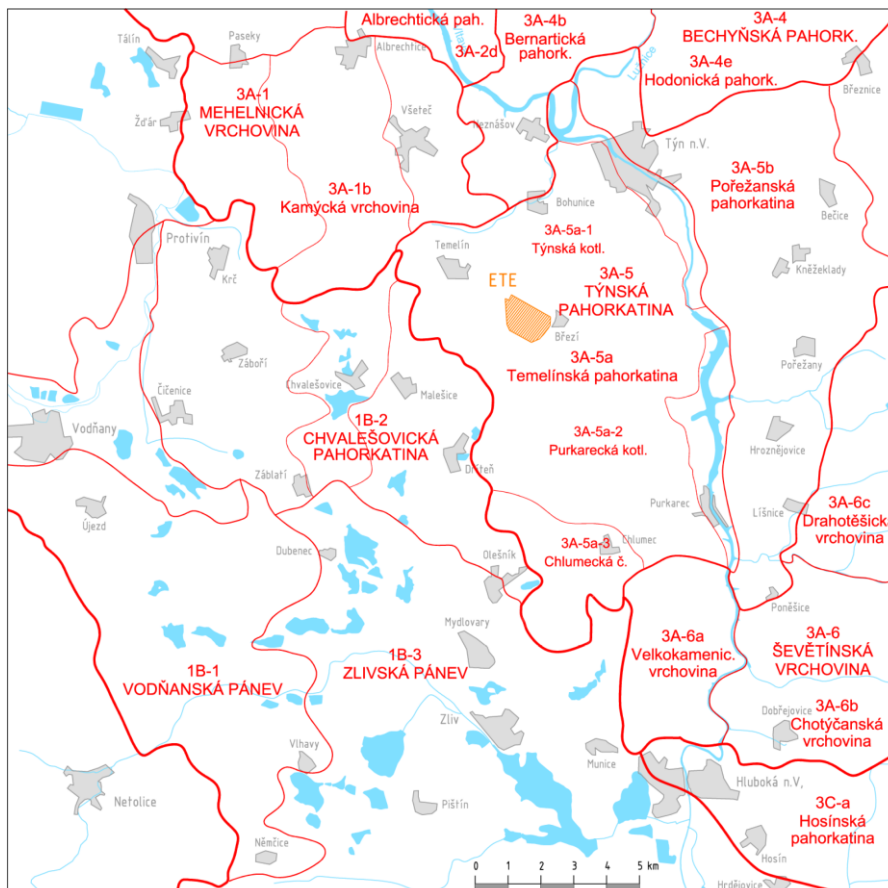 Albrechtická pah.
3A-4b
Bernartická
pahork.
3A-4
BECHYŇSKÁ PAHORK.
3A-2d
3A-4e
Hodonická pahork.
Tálín
Paseky
Albrechtice
Vltava
Lužnice
Březnice
3A-1
MEHELNICKÁ
VRCHOVINA
Žďár
Všeteč
Neznášov
Týn n.V.
3A-5b
Pořežanská
pahorkatina
3A-1b
Kamýcká vrchovina
Bohunice
Bečice
Protivín
Krč
Temelín
3A-5a-1
Týnská kotl.
Kněžeklady
ETE
3A-5
TÝNSKÁ
PAHORKATINA
Březí
Záboří
Chvalešovice
Malešice
3A-5a
Temelínská pahorkatina
Pořežany
Čičenice
Vodňany
1B-2
CHVALEŠOVICKÁ
PAHORKATINA
3A-5a-2
Purkarecká kotl.
Hroznějovice
Záblatí
Dříteň
Újezd
Purkarec
Líšnice
3A-6c
Drahotěšická
vrchovina
Dubenec
Olešník
3A-5a-3
Chlumecká č.
Chlumec
Poněšice
Mydlovary
3A-6a
Velkokamenic.
vrchovina
3A-6
ŠEVĚTÍNSKÁ
VRCHOVINA
1B-1
VODŇANSKÁ PÁNEV
1B-3
ZLIVSKÁ PÁNEV
3A-6b
Chotýčanská
vrchovina
Dobřejovice
Zliv
Vlhavy
Munice
Hluboká n.V,
Netolice
Pištín
3C-a
Hosínská
pahorkatina
Němčice
Hosín
Hrdějovice
0 1 2 3 4 5 km